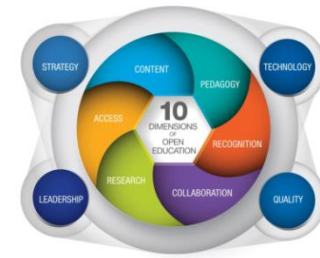 STRATEGY
TECHNOLOGY
CONTENT
PEDAGOGY
ACCESS
10
DIMENSIONS
OF
OPEN
EDUCATION
RECOGNITION
RESEARCH
COLLABORATION
LEADERSHIP
QUALITY